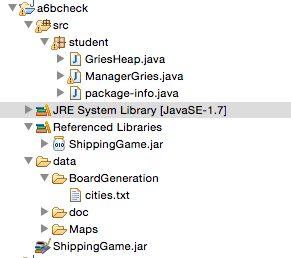 a6bcheck
src
student
GriesHeap.java
ManagerGries.java
package-info.java
JRE System Library [JavaSE-1.7]
Referenced Libraries
ShippingGame.jar
data
BoardGeneration
cities.txt
doc
Maps
ShippingGame.jar